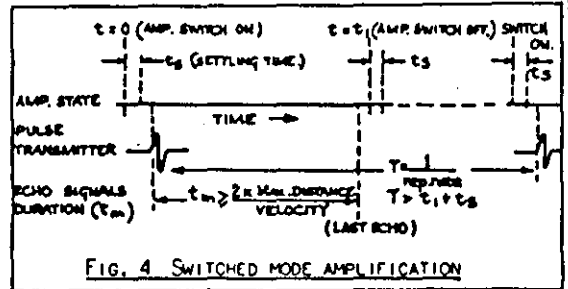 t = 0 (AMP. SWITCH ON.) t = t₁ (AMP. SWITCH OFF.) SWITCH ON.
tₛ (SETTLING TIME.) tₛ tₛ
AMP. STATE
TIME →
PULSE
TRANSMITTER
T = 1 / REP. RATE
ECHO SIGNALS
DURATION (tₘ)
tₘ ≥ 2 x MAX. DISTANCE / VELOCITY
T > t₁ + tₛ
(LAST ECHO)
FIG. 4 SWITCHED MODE AMPLIFICATION